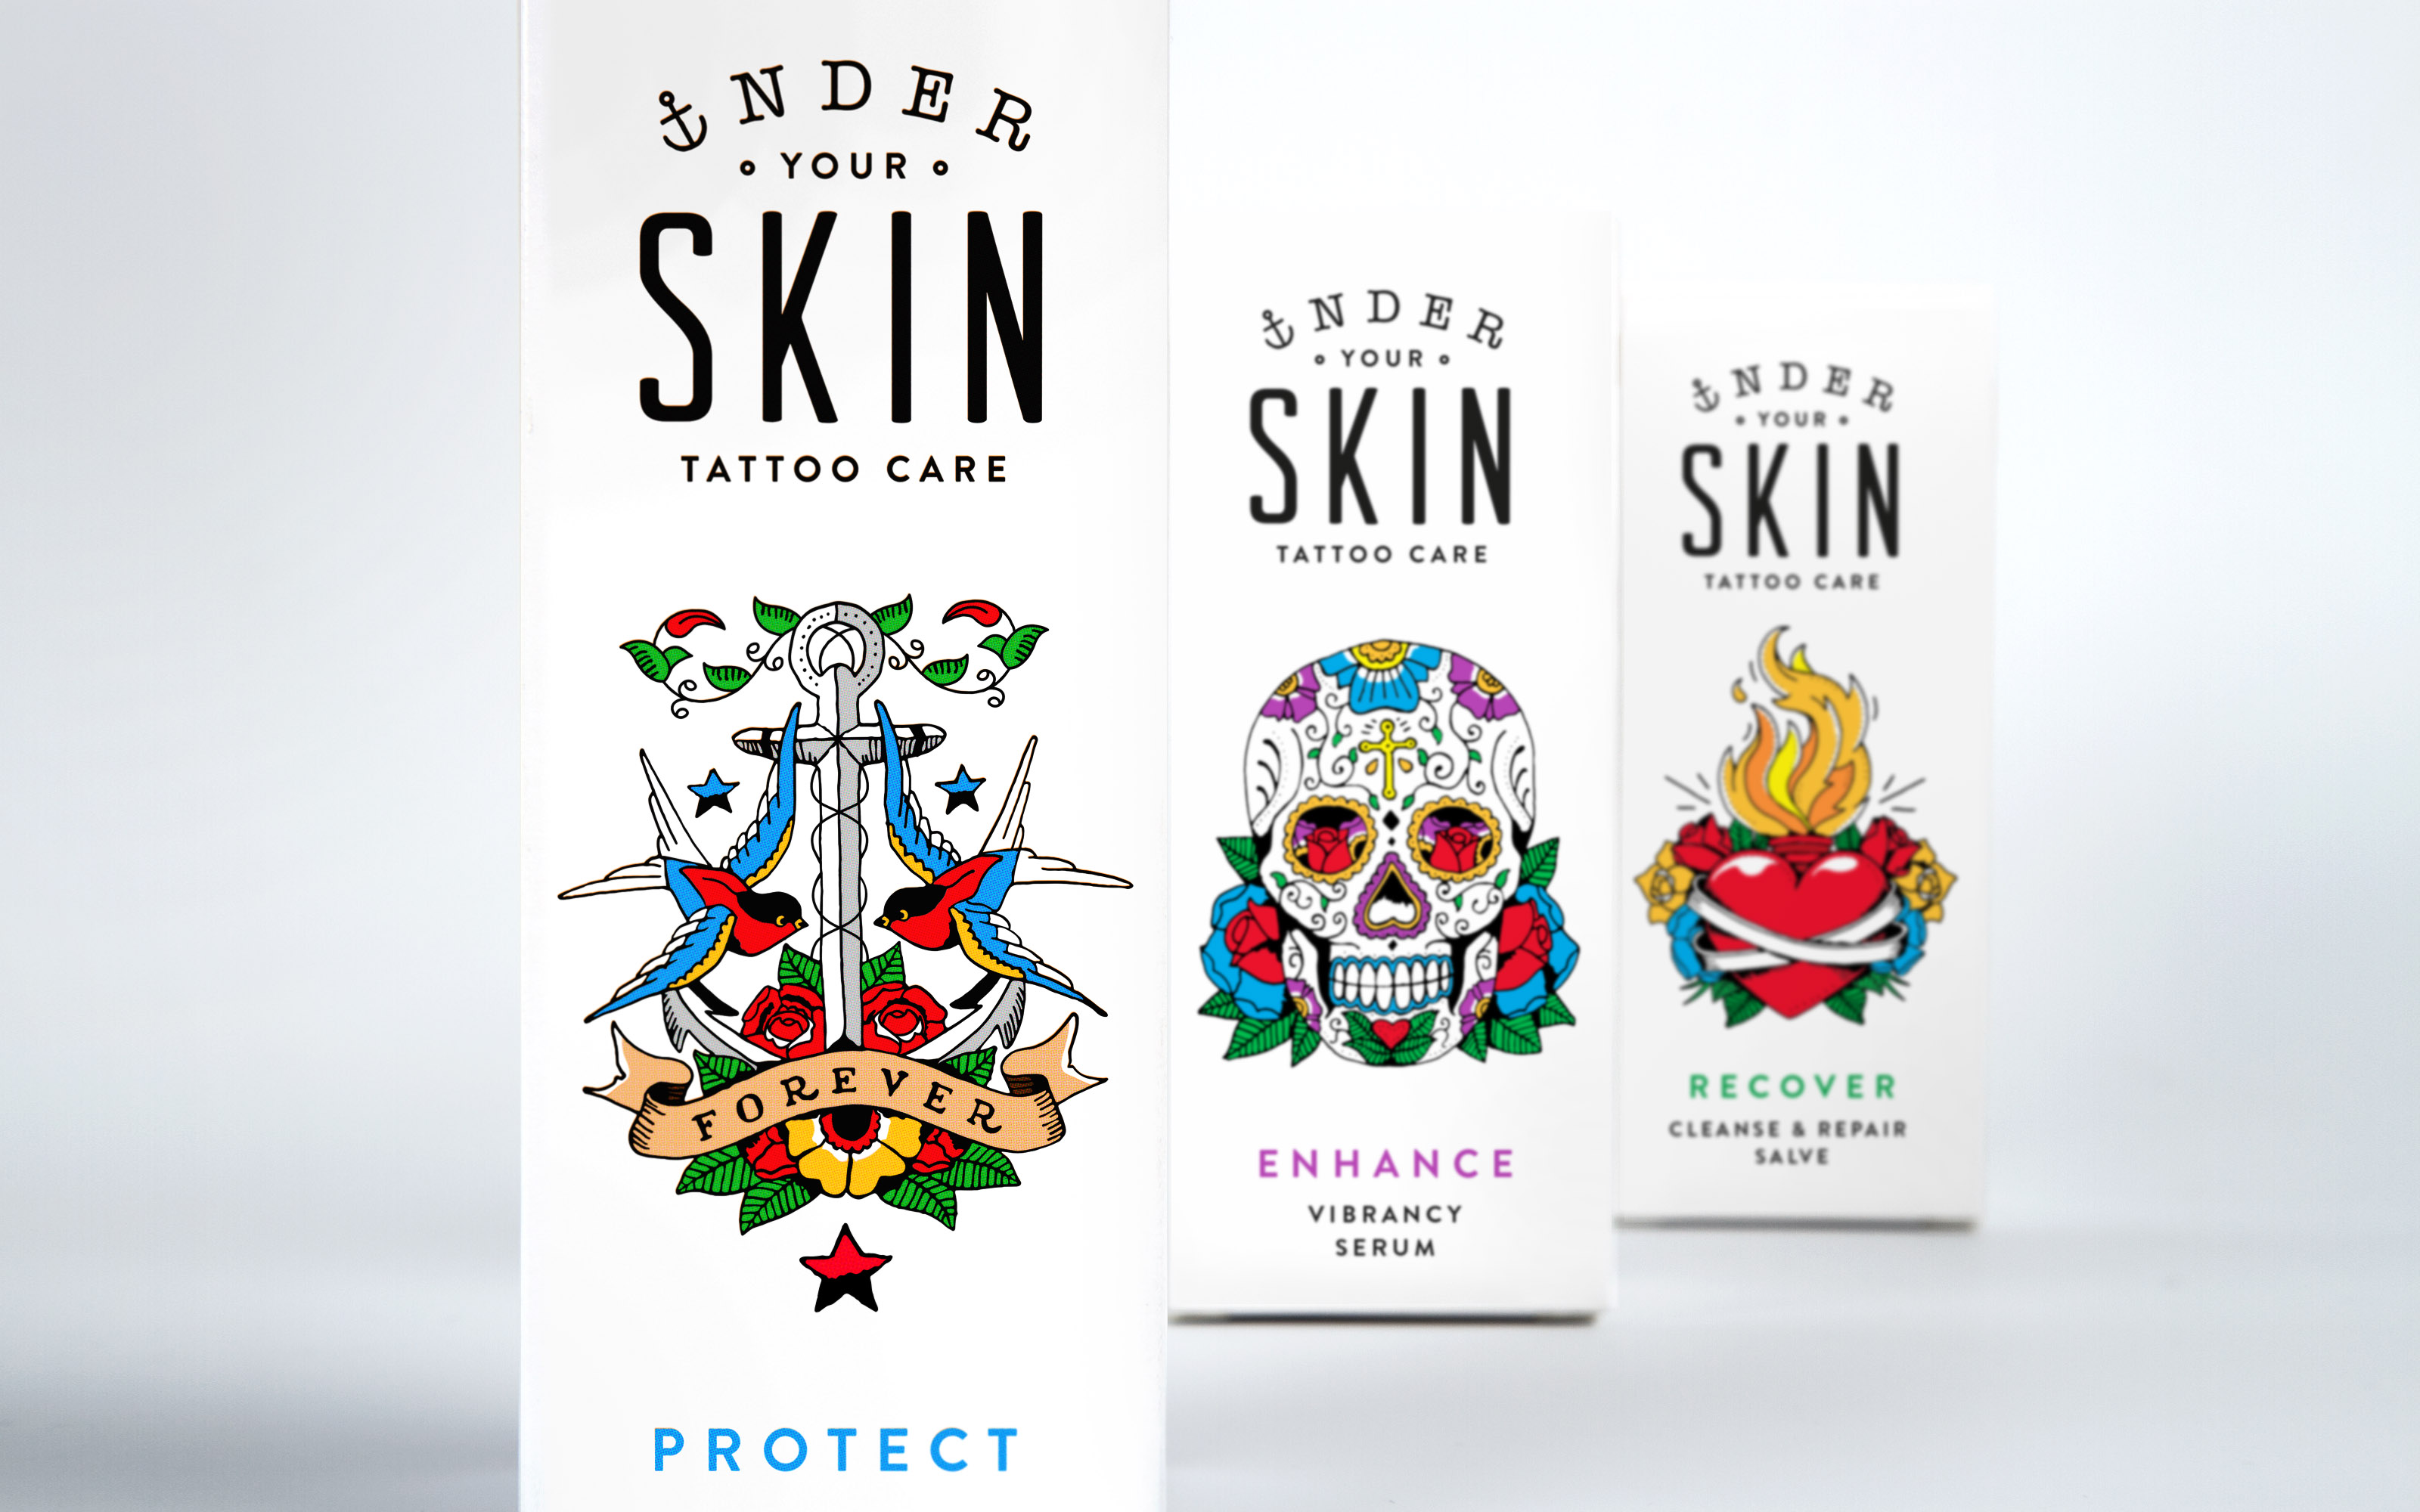 UNDER
YOUR
SKIN
TATTOO CARE
FOREVER
PROTECT
UNDER
YOUR
SKIN
TATTOO CARE
ENHANCE
VIBRANCY
SERUM
UNDER
YOUR
SKIN
TATTOO CARE
RECOVER
CLEANSE & REPAIR
SALVE